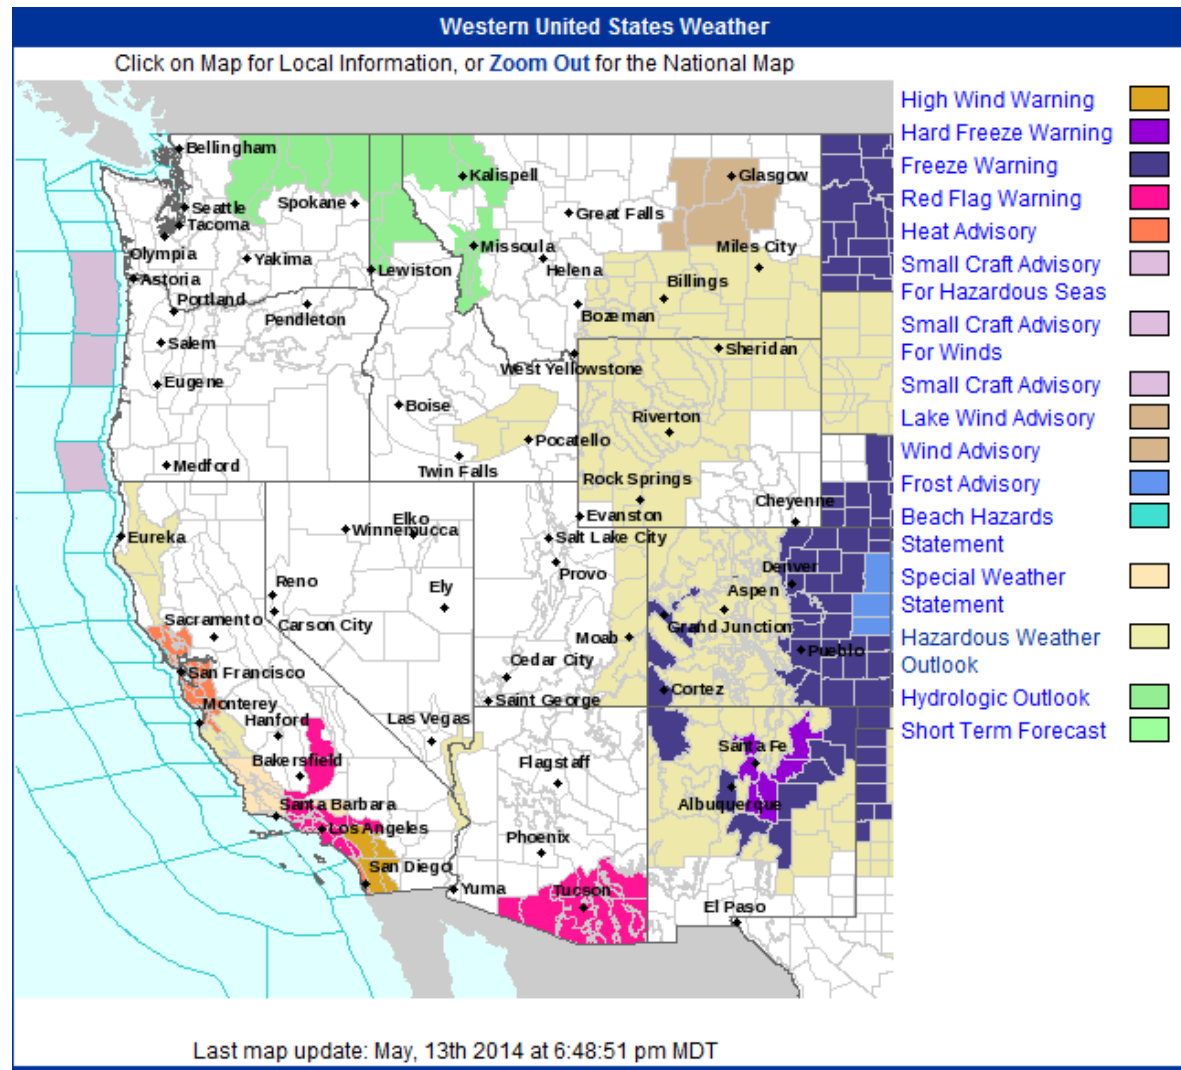 Western United States Weather
Click on Map for Local Information, or Zoom Out for the National Map
High Wind Warning
Hard Freeze Warning
Freeze Warning
Red Flag Warning
Heat Advisory
Small Craft Advisory
For Hazardous Seas
Small Craft Advisory
For Winds
Small Craft Advisory
Lake Wind Advisory
Wind Advisory
Frost Advisory
Beach Hazards
Statement
Special Weather
Statement
Hazardous Weather
Outlook
Hydrologic Outlook
Short Term Forecast
Bellingham
Kalispell
Glasgow
Seattle
Spokane
Great Falls
Tacoma
Olympia
Yakima
Missoula
Miles City
Lewiston
Helena
Astoria
Billings
Portland
Pendleton
Bozeman
Salem
Sheridan
West Yellowstone
Eugene
Boise
Riverton
Pocatello
Medford
Twin Falls
Rock Springs
Cheyenne
Eureka
Elko
Winnemucca
Evanston
Salt Lake City
Provo
Denver
Reno
Ely
Aspen
Sacramento
Carson City
Moab
Grand Junction
Pueblo
San Francisco
Cedar City
Cortez
Monterey
Saint George
Hanford
Las Vegas
Santa Fe
Bakersfield
Flagstaff
Santa Barbara
Albuquerque
Los Angeles
Phoenix
San Diego
Yuma
Tucson
El Paso
Last map update: May, 13th 2014 at 6:48:51 pm MDT